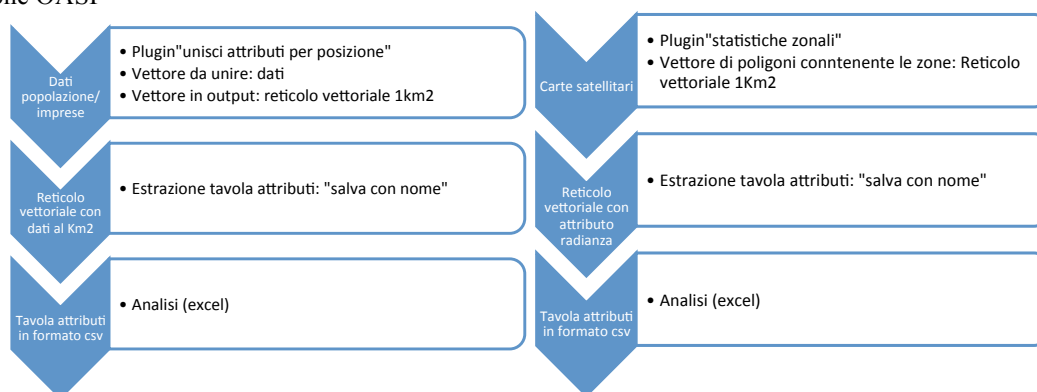 Dati
popolazione/
imprese
• Plugin"unisci attributi per posizione"
• Vettore da unire: dati
• Vettore in output: reticolo vettoriale 1km2
Reticolo
vettoriale con
dati al Km2
• Estrazione tavola attributi: "salva con nome"
Tavola attributi
in formato csv
• Analisi (excel)
Carte satellitari
• Plugin"statistiche zonali"
• Vettore di poligoni conntenente le zone: Reticolo
vettoriale 1Km2
Reticolo
vettoriale con
attributo
radianza
• Estrazione tavola attributi: "salva con nome"
Tavola attributi
in formato csv
• Analisi (excel)